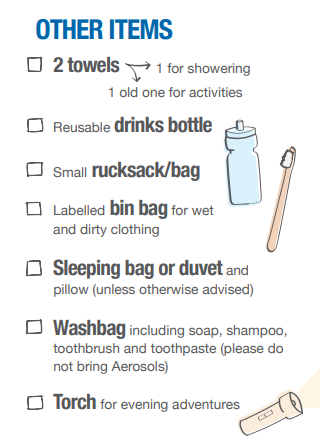 OTHER ITEMS
2 towels 1 for showering
1 old one for activities
Reusable drinks bottle
Small rucksack/bag
Labelled bin bag for wet
and dirty clothing
Sleeping bag or duvet and
pillow (unless otherwise advised)
Washbag including soap, shampoo,
toothbrush and toothpaste (please do
not bring Aerosols)
Torch for evening adventures